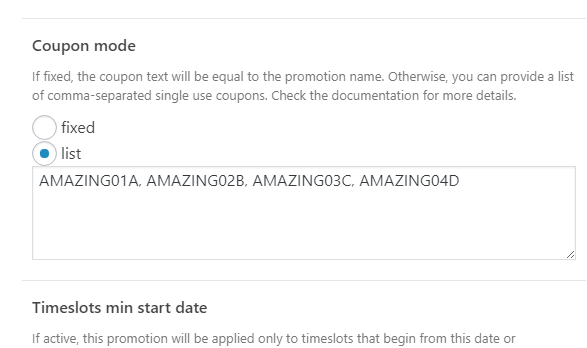 Coupon mode
If fixed, the coupon text will be equal to the promotion name. Otherwise, you can provide a list
of comma-separated single use coupons. Check the documentation for more details.
fixed
list
AMAZING01A, AMAZING02B, AMAZING03C, AMAZING04D
Timeslots min start date
If active, this promotion will be applied only to timeslots that begin from this date or